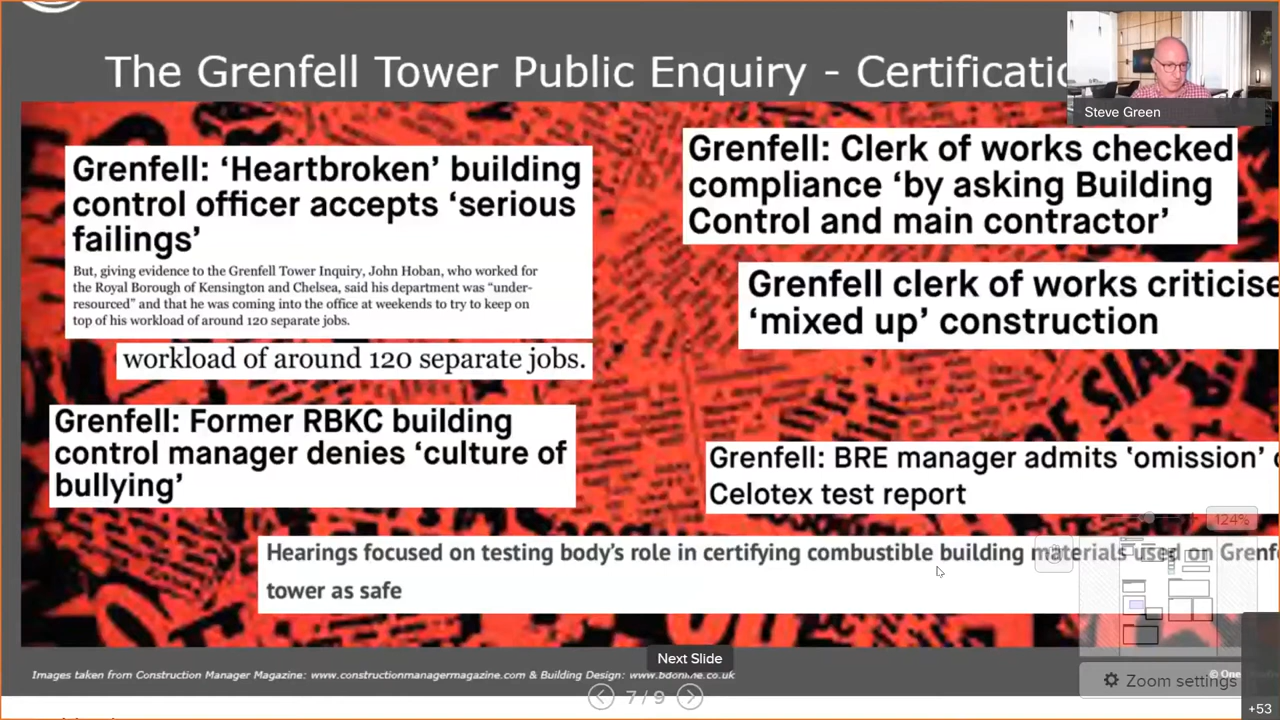 The Grenfell Tower Public Enquiry - Certificatio
Steve Green
Grenfell: ‘Heartbroken’ building
control officer accepts ‘serious
failings’
But, giving evidence to the Grenfell Tower Inquiry, John Hoban, who worked for
the Royal Borough of Kensington and Chelsea, said his department was “under-
resourced” and that he was coming into the office at weekends to try to keep on
top of his workload of around 120 separate jobs.
workload of around 120 separate jobs.
Grenfell: Former RBKC building
control manager denies ‘culture of
bullying’
Grenfell: Clerk of works checked
compliance ‘by asking Building
Control and main contractor’
Grenfell clerk of works criticise
‘mixed up’ construction
Grenfell: BRE manager admits ‘omission’
Celotex test report
124%
Hearings focused on testing body’s role in certifying combustible building materials used on Grenf
tower as safe
Next Slide
Images taken from Construction Manager Magazine: www.constructionmanagermagazine.com & Building Design: www.bdonline.co.uk
Zoom settings
© One
7 / 9
+53